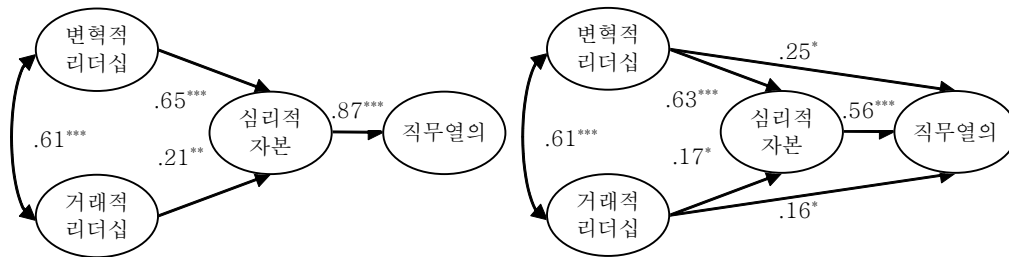 변혁적
리더십
.65***
.61***
심리적
자본
.87***
직무열의
.21**
거래적
리더십
변혁적
리더십
.25*
.63***
.61***
심리적
자본
.56***
직무열의
.17*
거래적
리더십
.16*